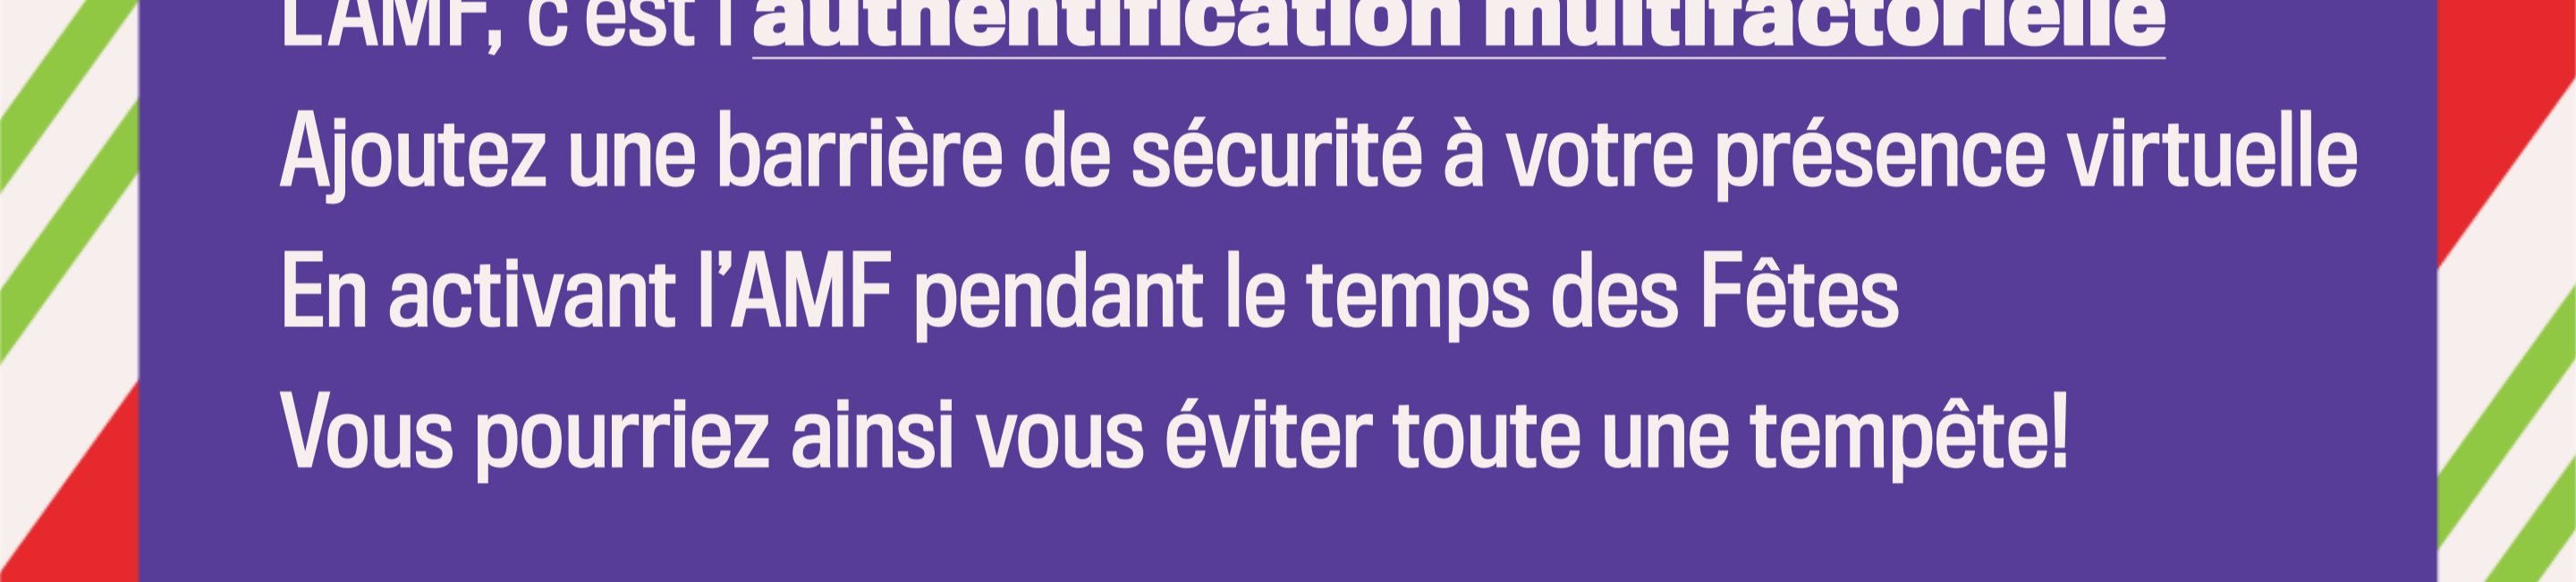 L'AMF, c'est l'authentification multifactorielle
Ajoutez une barrière de sécurité à votre présence virtuelle
En activant l’AMF pendant le temps des Fêtes
Vous pourriez ainsi vous éviter toute une tempête!